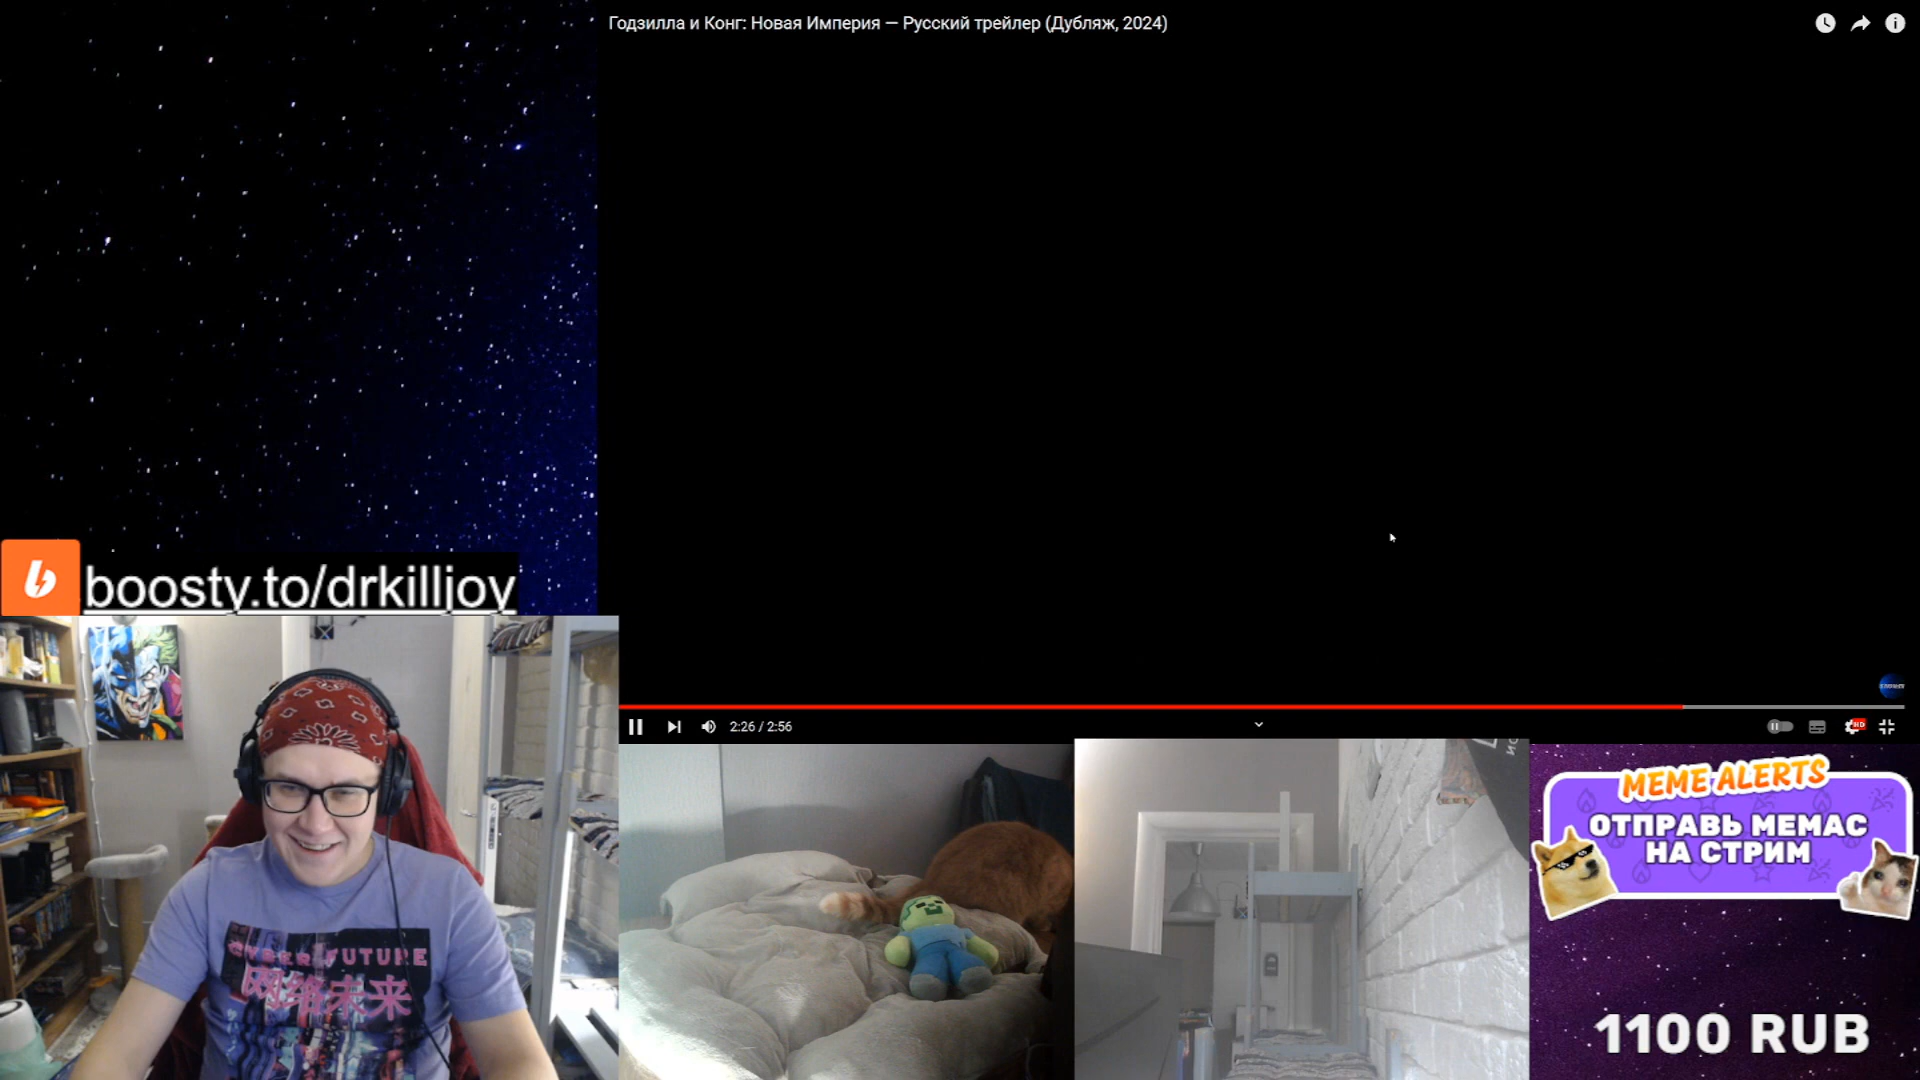 Годзилла и Конг: Новая Империя — Русский трейлер (Дубляж, 2024)
boosty.to/drkilljoy
2:26 / 2:56
HD
CYBER FUTURE
网络未来
MEME ALERTS
ОТПРАВЬ МЕМАС
НА СТРИМ
1100 RUB